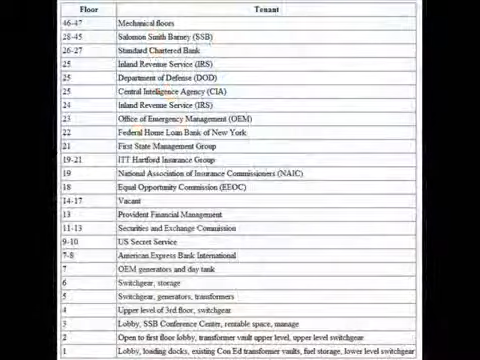 Floor Tenant
46-47 Mechanical floors
28-45 Salomon Smith Barney (SSB)
26-27 Standard Chartered Bank
25 Inland Revenue Service (IRS)
25 Department of Defense (DOD)
25 Central Intelligence Agency (CIA)
24 Inland Revenue Service (IRS)
23 Office of Emergency Management (OEM)
22 Federal Home Loan Bank of New York
21 First State Management Group
19-21 ITT Hartford Insurance Group
19 National Association of Insurance Commissioners (NAIC)
18 Equal Opportunity Commission (EEOC)
14-17 Vacant
13 Provident Financial Management
11-13 Securities and Exchange Commission
9-10 US Secret Service
7-8 American Express Bank International
7 OEM generators and day tank
6 Switchgear, storage
5 Switchgear, generators, transformers
4 Upper level of 3rd floor, switchgear
3 Lobby, SSB Conference Center, rentable space, manage
2 Open to first floor lobby, transformer vault upper level, upper level switchgear
1 Lobby, loading docks, existing Con Ed transformer vaults, fuel storage, lower level switchgear